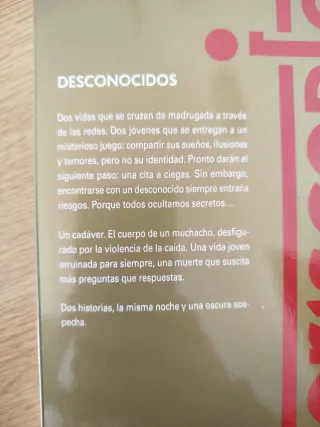 DESCONOCIDOS
Dos vidas que se cruzan de madrugada a través
de las redes. Dos jóvenes que se entregan a un
misterioso juego: compartir sus sueños, ilusiones
y temores, pero no su identidad. Pronto darán el
siguiente paso: una cita a ciegas. Sin embargo,
encontrarse con un desconocido siempre entraña
riesgos. Porque todos ocultamos secretos...
Un cadáver. El cuerpo de un muchacho, desfigu-
rado por la violencia de la caída. Una vida joven
arruinada para siempre, una muerte que suscita
más preguntas que respuestas.
Dos historias, la misma noche y una oscura sos-
pecha.